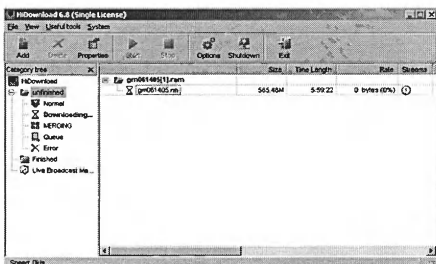 HiDownload 6.8 (Single License)
File View Useful tools System
Add Delete Properties Start Stop Options Shutdown Exit
Category tree
Size Time Length Rate Streams
HiDownload
unfinished
Normal
Downloading...
MERGING
Queue
Error
Finished
Live Broadcast Me...
gm061405[1].ram
gm061405.rm 565.48M 5:59:22 0 bytes (0%)
Speed: 0k/s